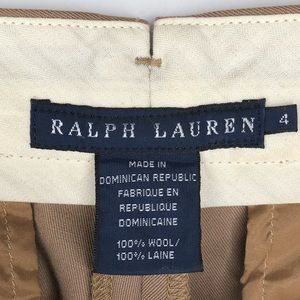 RALPH LAUREN
4
MADE IN
DOMINICAN REPUBLIC
FABRIQUE EN
REPUBLIQUE
DOMINICAINE
100% WOOL/
100% LAINE